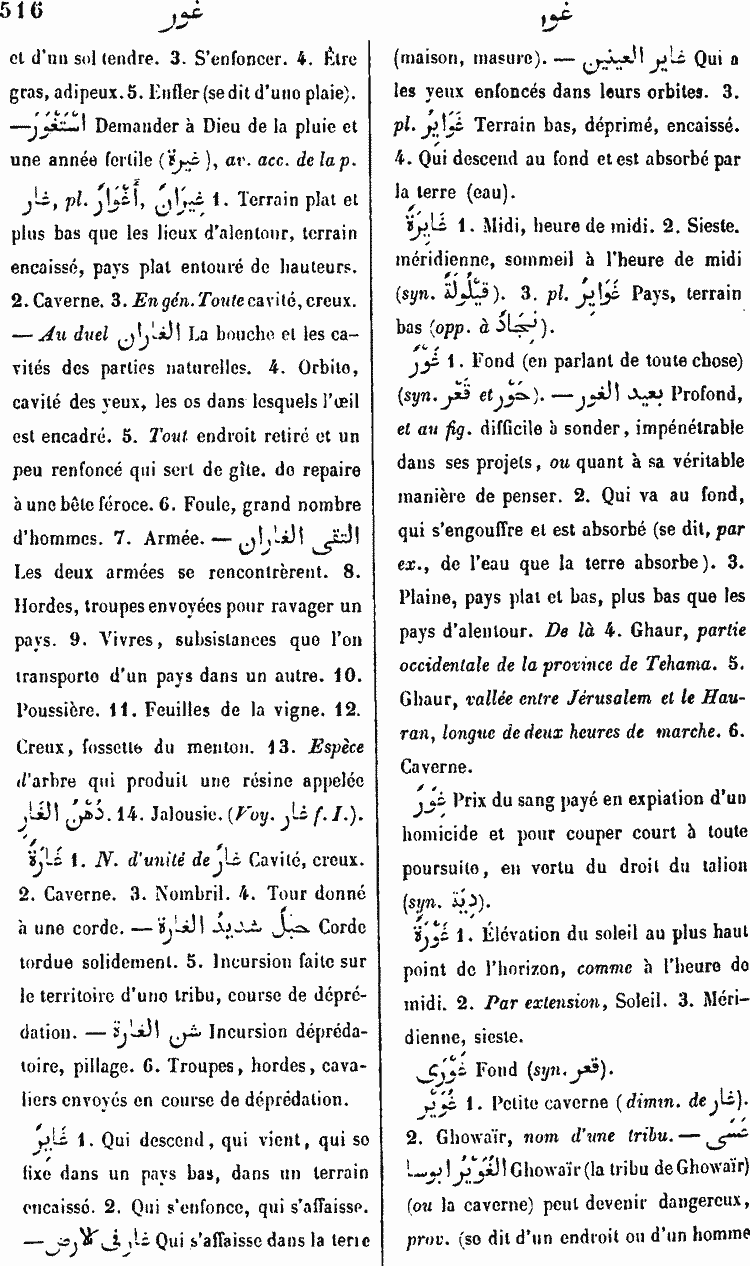 516 غور غور
et d'un sol tendre. 3. S'enfoncer. 4. Être
gras, adipeux. 5. Enfler (se dit d'une plaie).
— اِسْتَغْوَرَ Demander à Dieu de la pluie et
une année fertile (غيرة), av. acc. de la p.
غار, pl. أَغْوَارٌ, غِيرَانٌ 1. Terrain plat et
plus bas que les lieux d'alentour, terrain
encaissé, pays plat entouré de hauteurs.
2. Caverne. 3. En gén. Toute cavité, creux.
— Au duel الغاران La bouche et les ca-
vités des parties naturelles. 4. Orbite,
cavité des yeux, les os dans lesquels l'œil
est encadré. 5. Tout endroit retiré et un
peu renfoncé qui sert de gîte. de repaire
à une bête féroce. 6. Foule, grand nombre
d'hommes. 7. Armée. — التقى الغاران
Les deux armées se rencontrèrent. 8.
Hordes, troupes envoyées pour ravager un
pays. 9. Vivres, subsistances que l'on
transporte d'un pays dans un autre. 10.
Poussière. 11. Feuilles de la vigne. 12.
Creux, fossette du menton. 13. Espèce
d'arbre qui produit une résine appelée
دُهْنُ الغَارِ. 14. Jalousie. (Voy. غار f. I.).
غَارَةٌ 1. N. d'unité de غَارٌ Cavité, creux.
2. Caverne. 3. Nombril. 4. Tour donné
à une corde. — حَبْلٌ شديدُ الغارة Corde
tordue solidement. 5. Incursion faite sur
le territoire d'une tribu, course de dépré-
dation. — شن الغارة Incursion déprédа-
toire, pillage. 6. Troupes, hordes, cava-
liers envoyés en course de déprédation.
غَايِرٌ 1. Qui descend, qui vient, qui se
fixe dans un pays bas, dans un terrain
encaissé. 2. Qui s'enfonce, qui s'affaisse.
— غار في الارض Qui s'affaisse dans la terre
(maison, masure). — غاير العينين Qui a
les yeux enfoncés dans leurs orbites. 3.
pl. غَوَايِرُ Terrain bas, déprimé, encaissé.
4. Qui descend au fond et est absorbé par
la terre (eau).
غَايِرَةٌ 1. Midi, heure de midi. 2. Sieste.
méridienne, sommeil à l'heure de midi
(syn. قَيْلُولَةٌ). 3. pl. غَوَايِرُ Pays, terrain
bas (opp. à نِجَادٌ).
غَوْرٌ 1. Fond (en parlant de toute chose)
(syn. قَعْر et حَوْر). — بعيد الغور Profond,
et au fig. difficile à sonder, impénétrable
dans ses projets, ou quant à sa véritable
manière de penser. 2. Qui va au fond,
qui s'engouffre et est absorbé (se dit, par
ex., de l'eau que la terre absorbe). 3.
Plaine, pays plat et bas, plus bas que les
pays d'alentour. De là 4. Ghaur, partie
occidentale de la province de Tehama. 5.
Ghaur, vallée entre Jérusalem et le Hau-
ran, longue de deux heures de marche. 6.
Caverne.
غِوَرٌ Prix du sang payé en expiation d'un
homicide et pour couper court à toute
poursuite, en vertu du droit du talion
(syn. دِيَة).
غَوْرَةٌ 1. Élévation du soleil au plus haut
point de l'horizon, comme à l'heure de
midi. 2. Par extension, Soleil. 3. Méri-
dienne, sieste.
غَوْرَى Fond (syn. قعر).
غُوَيْر 1. Petite caverne (dimin. de غار).
2. Ghowaïr, nom d'une tribu. — عَسَى
الغُوَيْرُ ابوسا Ghowaïr (la tribu de Ghowaïr)
(ou la caverne) peut devenir dangereux,
prov. (se dit d'un endroit ou d'un homme